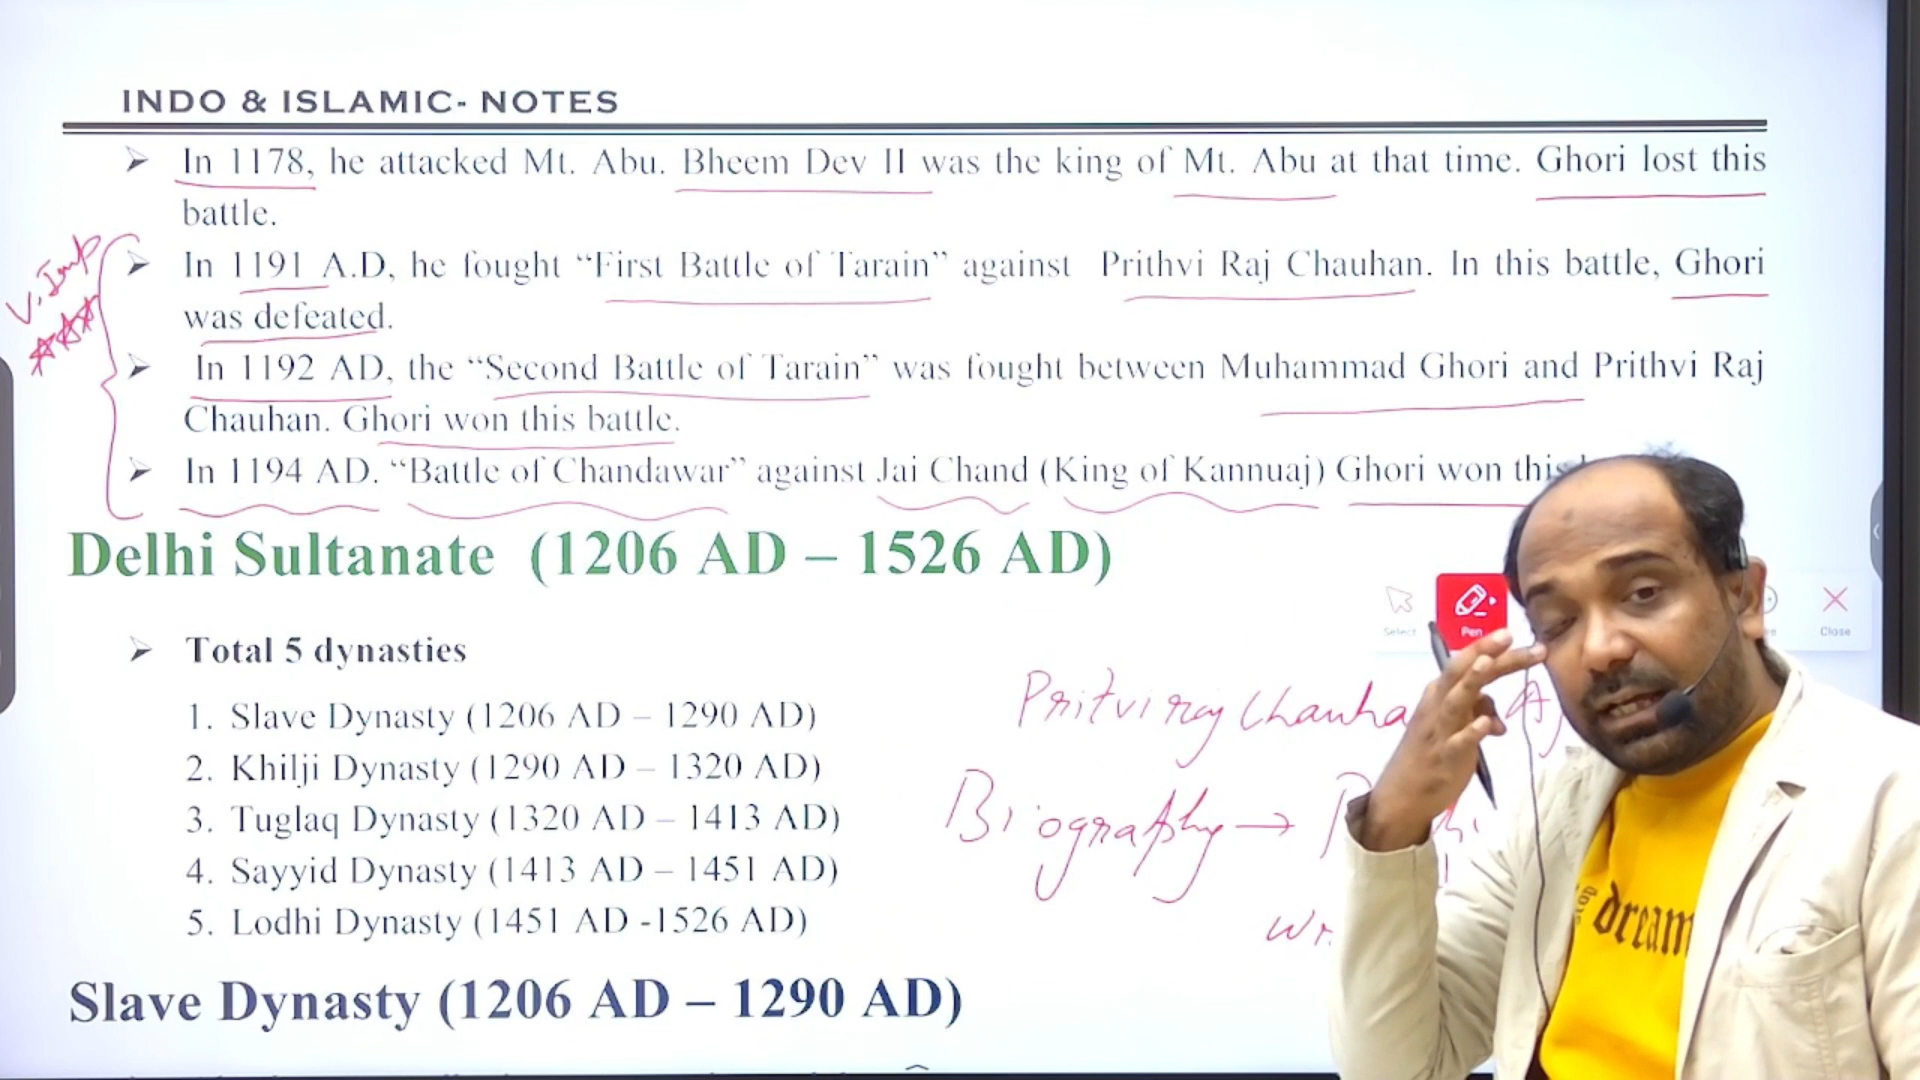 INDO & ISLAMIC- NOTES
➢ In 1178, he attacked Mt. Abu. Bheem Dev II was the king of Mt. Abu at that time. Ghori lost this
battle.
V. Imp
➢ In 1191 A.D, he fought “First Battle of Tarain” against Prithvi Raj Chauhan. In this battle, Ghori
was defeated.
➢ In 1192 AD, the “Second Battle of Tarain” was fought between Muhammad Ghori and Prithvi Raj
Chauhan. Ghori won this battle.
➢ In 1194 AD. “Battle of Chandawar” against Jai Chand (King of Kannuaj) Ghori won this
Delhi Sultanate (1206 AD – 1526 AD)
Select Pen Close
➢ Total 5 dynasties
1. Slave Dynasty (1206 AD – 1290 AD)
2. Khilji Dynasty (1290 AD – 1320 AD)
3. Tuglaq Dynasty (1320 AD – 1413 AD)
4. Sayyid Dynasty (1413 AD – 1451 AD)
5. Lodhi Dynasty (1451 AD -1526 AD)
Pritviraj Chauha
Biography →
dream
Slave Dynasty (1206 AD – 1290 AD)